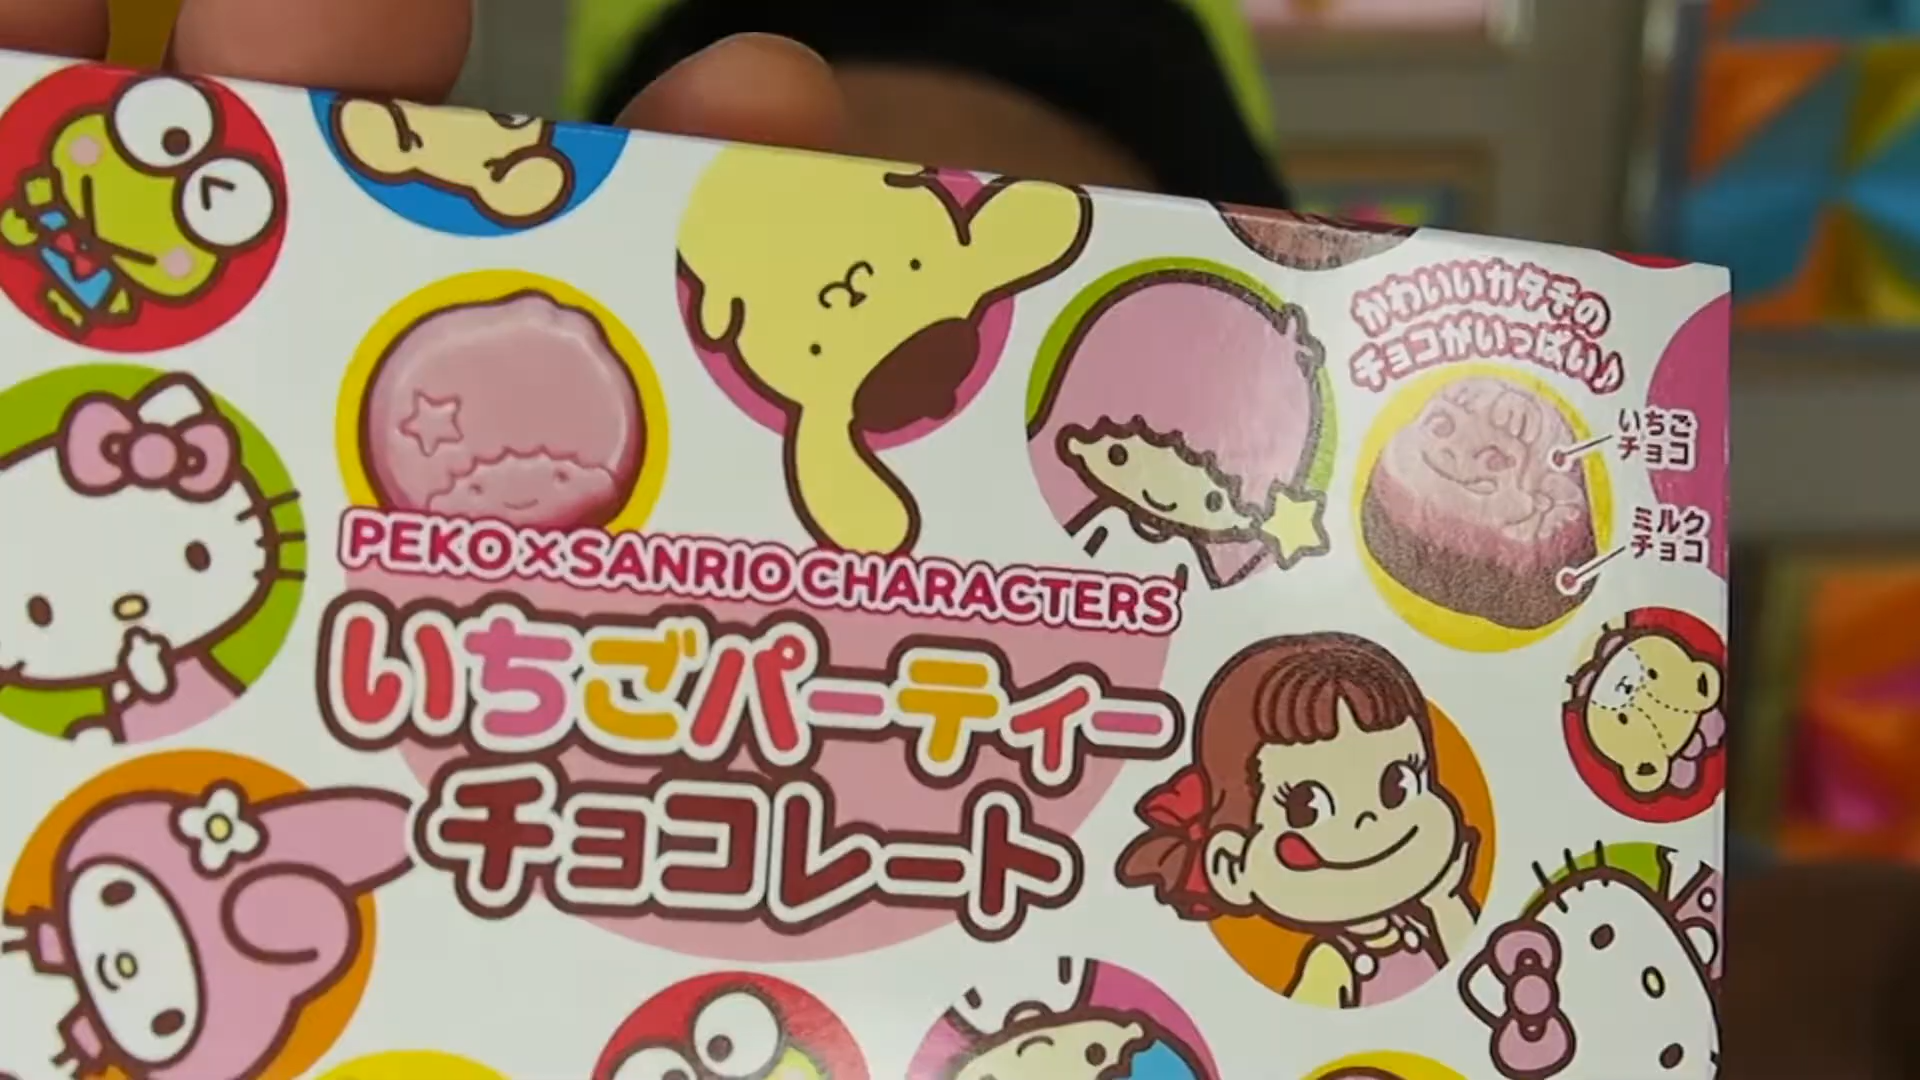 かわいいカタチの
チョコがいっぱい♪
いちご
チョコ
ミルク
チョコ
PEKO×SANRIO CHARACTERS
いちごパーティー
チョコレート